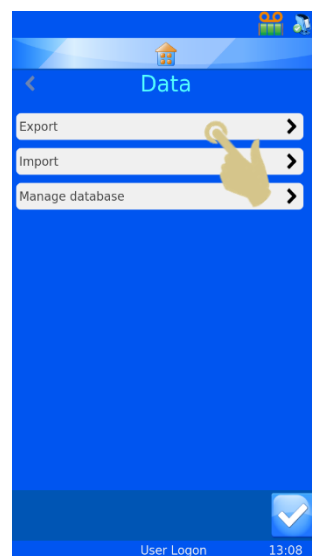 Data
Export
Import
Manage database
User Logon 13:08